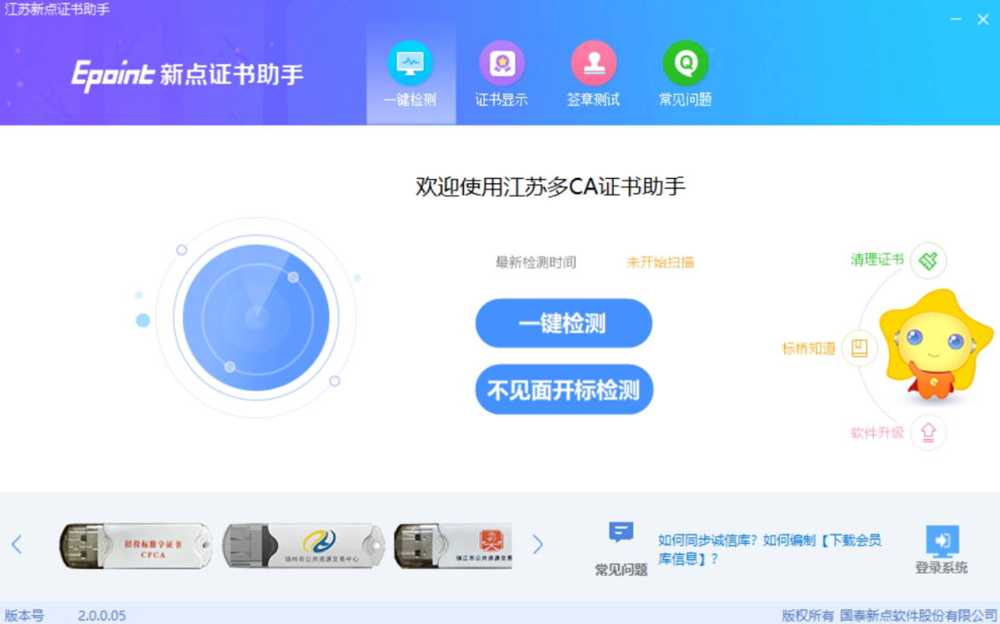 江苏新点证书助手
Epoint 新点证书助手
一键检测
证书显示
签章测试
常见问题
欢迎使用江苏多CA证书助手
最新检测时间 未开始扫描
一键检测
不见面开标检测
清理证书
标桥知道
软件升级
招投标数字证书
CFCA
扬州市公共资源交易中心
镇江市公共资源交易
常见问题
如何同步诚信库？如何编制【下载会员
库信息】?
登录系统
版本号 2.0.0.05
版权所有 国泰新点软件股份有限公司